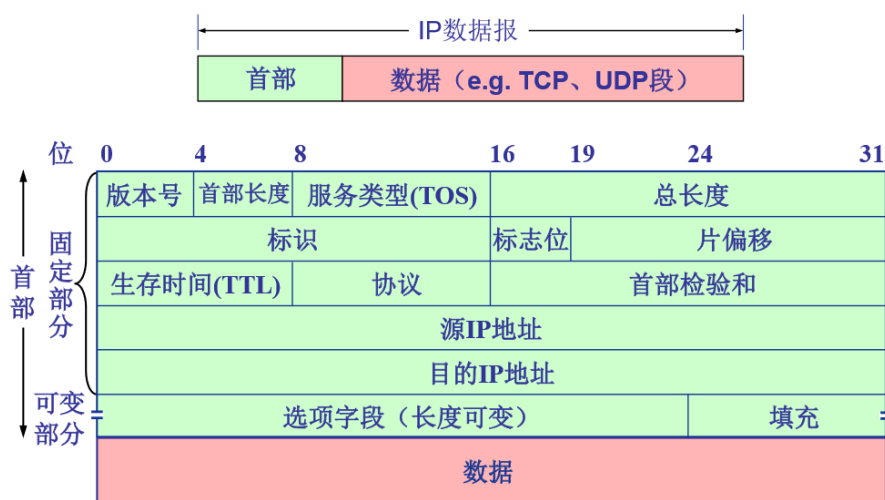 IP数据报
首部 数据（e.g. TCP、UDP段）
位 0 4 8 16 19 24 31
版本号 首部长度 服务类型(TOS) 总长度
标识 标志位 片偏移
生存时间(TTL) 协议 首部检验和
源IP地址
目的IP地址
选项字段（长度可变） 填充
数据
首部
固定部分
可变
部分